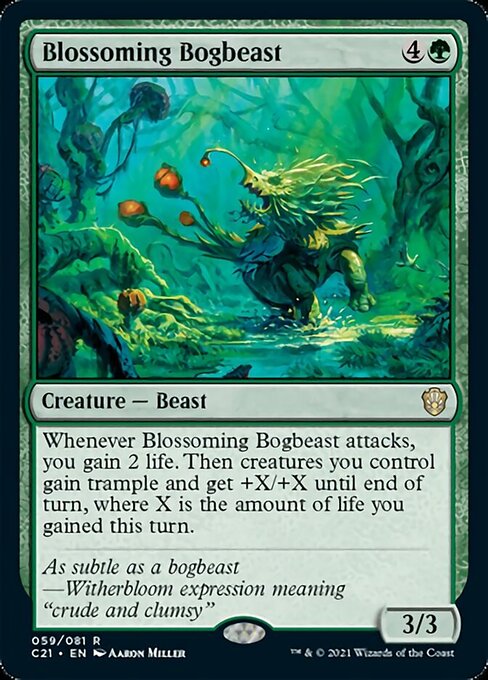 Blossoming Bogbeast 4
Creature — Beast
Whenever Blossoming Bogbeast attacks,
you gain 2 life. Then creatures you control
gain trample and get +X/+X until end of
turn, where X is the amount of life you
gained this turn.
As subtle as a bogbeast
—Witherbloom expression meaning
“crude and clumsy”
3/3
059/081 R
C21 • EN AARON MILLER
™ & © 2021 Wizards of the Coast